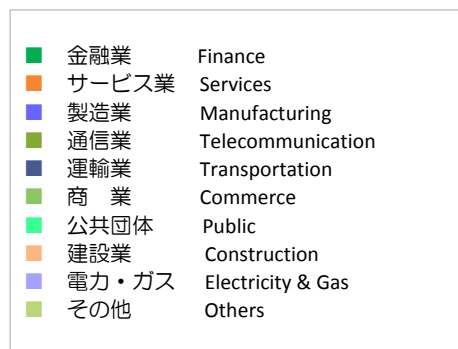 金融業 Finance
サービス業 Services
製造業 Manufacturing
通信業 Telecommunication
運輸業 Transportation
商　業 Commerce
公共団体 Public
建設業 Construction
電力・ガス Electricity & Gas
その他 Others